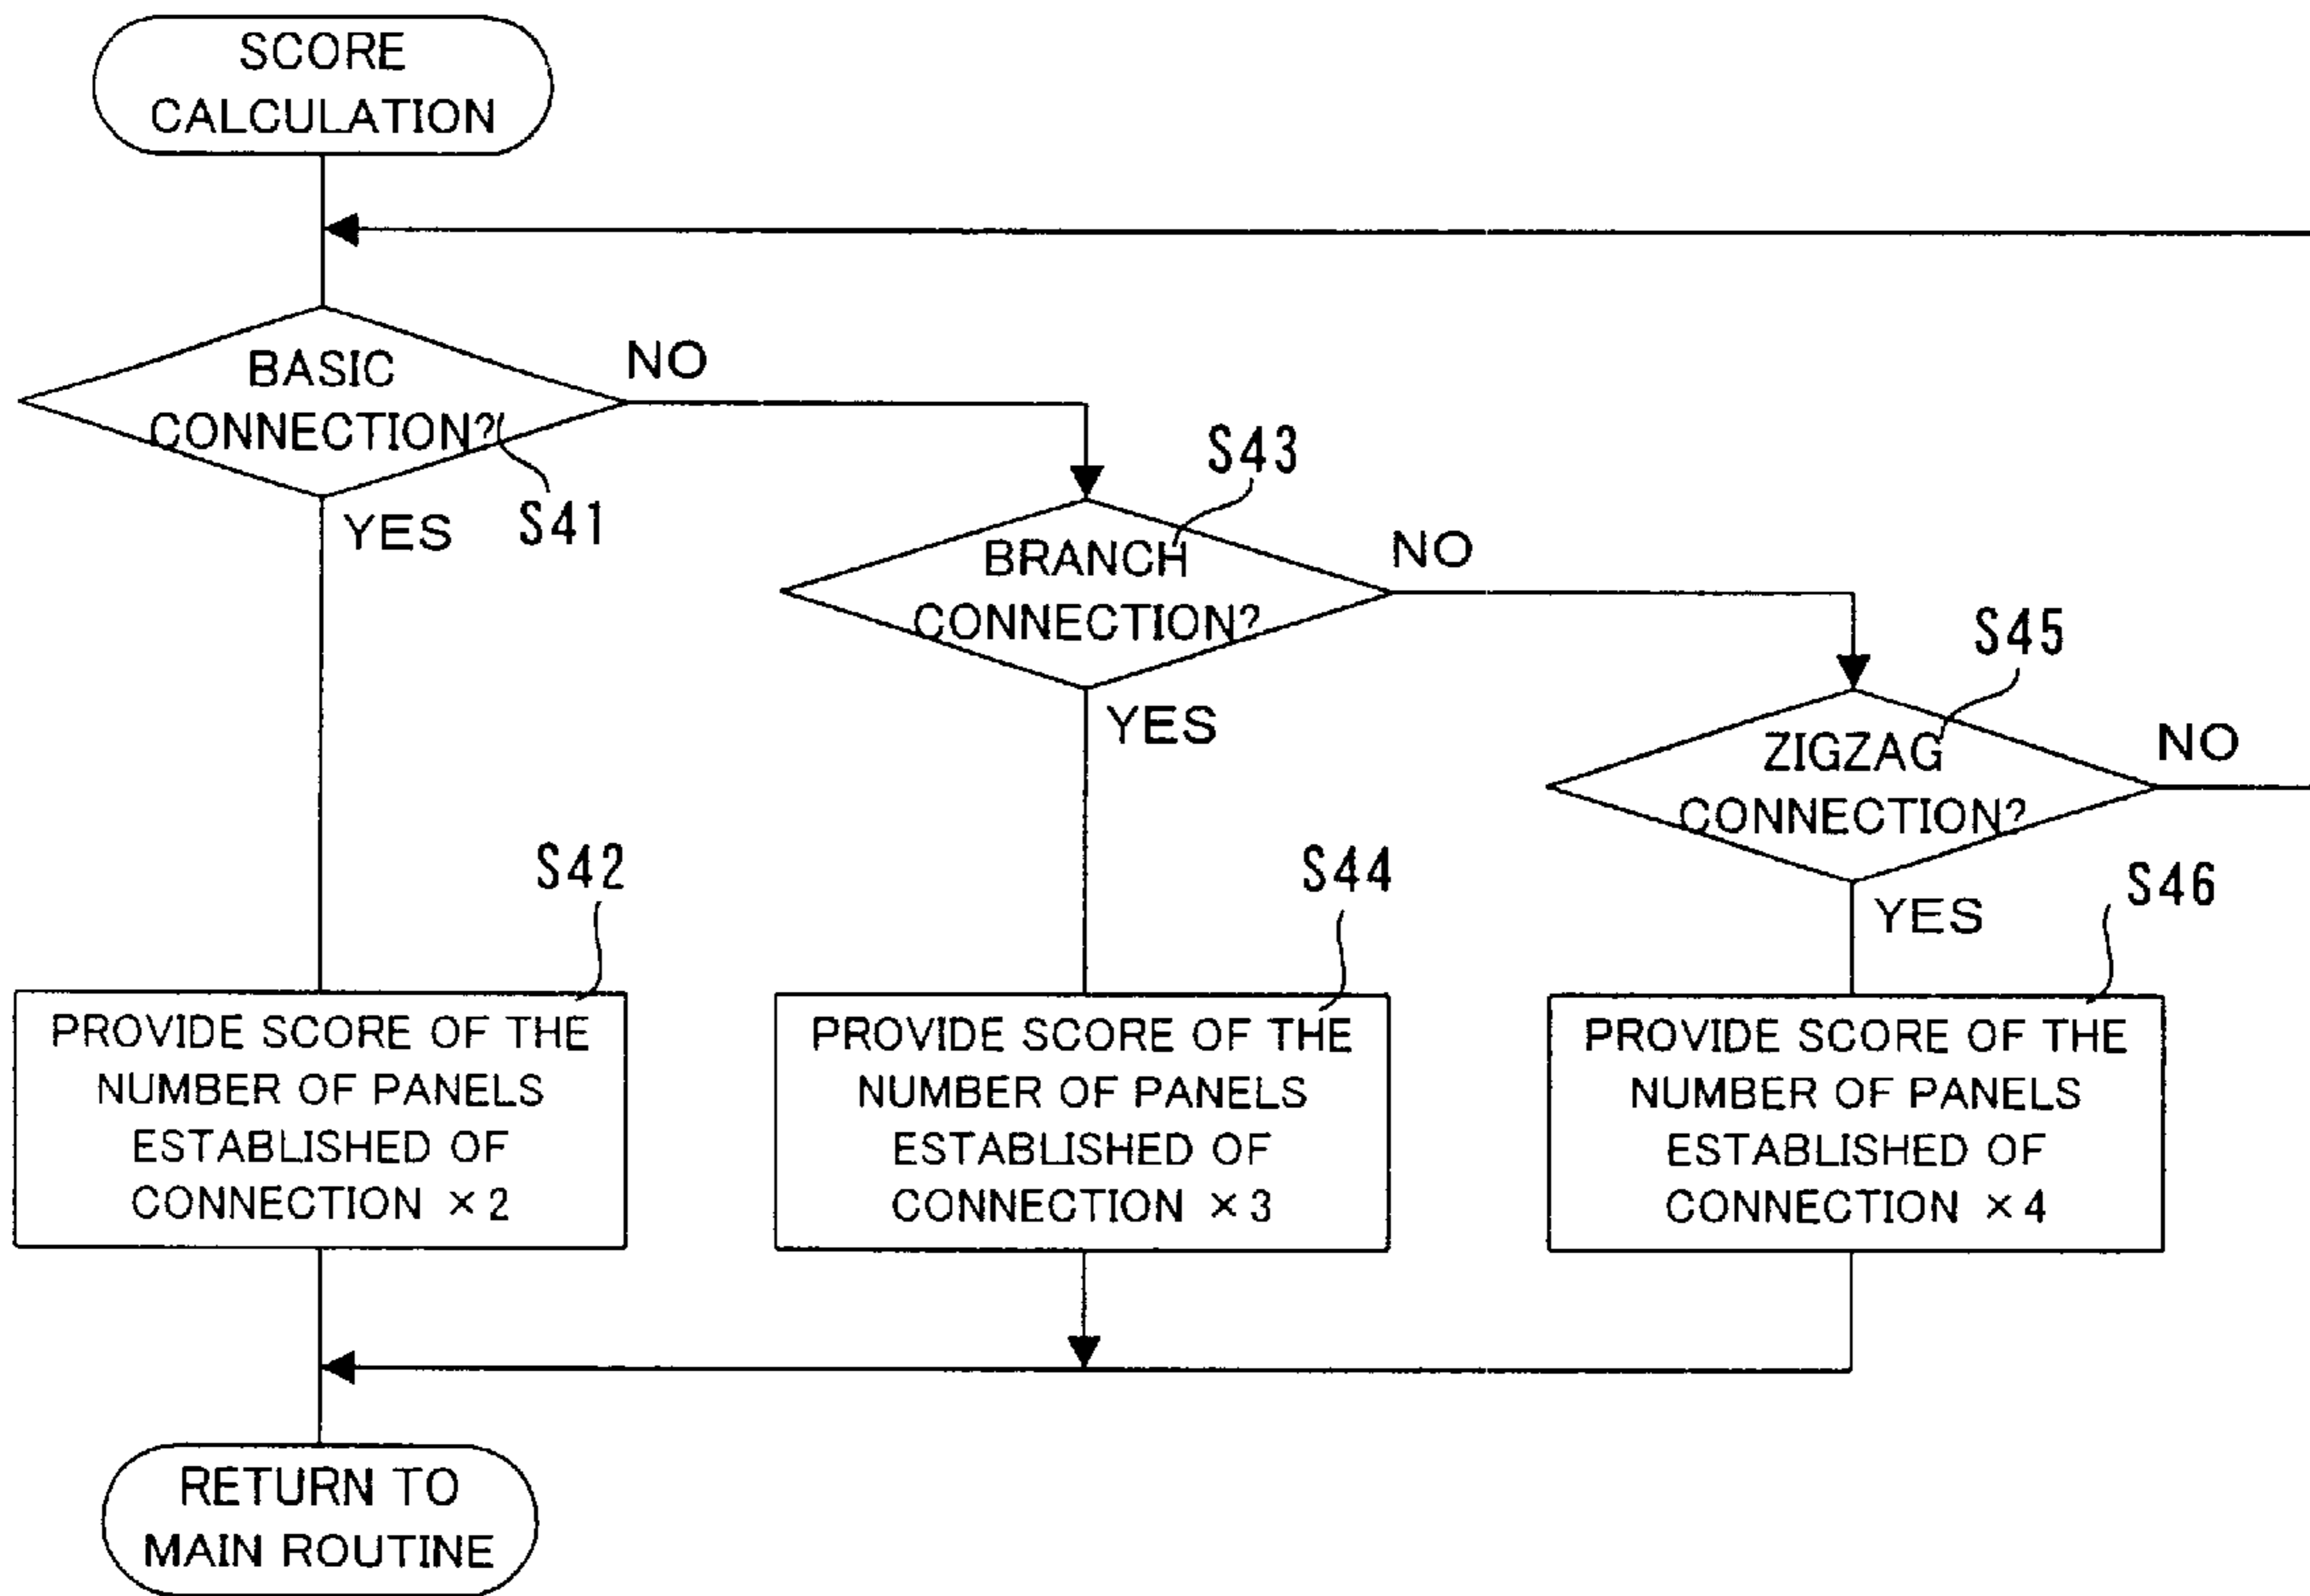 SCORE
CALCULATION
BASIC
CONNECTION?
NO
S41
YES
S43
BRANCH
CONNECTION?
NO
YES
S45
ZIGZAG
CONNECTION?
NO
YES
S42
PROVIDE SCORE OF THE
NUMBER OF PANELS
ESTABLISHED OF
CONNECTION ×2
S44
PROVIDE SCORE OF THE
NUMBER OF PANELS
ESTABLISHED OF
CONNECTION ×3
S46
PROVIDE SCORE OF THE
NUMBER OF PANELS
ESTABLISHED OF
CONNECTION ×4
RETURN TO
MAIN ROUTINE